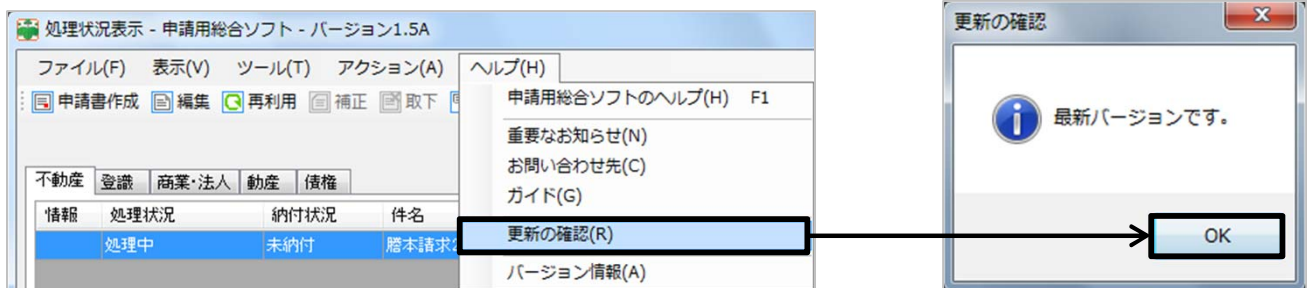 処理状況表示 - 申請用総合ソフト - バージョン1.5A
ファイル(F) 表示(V) ツール(T) アクション(A) ヘルプ(H)
申請書作成 編集 再利用 補正 取下
申請用総合ソフトのヘルプ(H) F1
重要なお知らせ(N)
お問い合わせ先(C)
ガイド(G)
更新の確認(R)
バージョン情報(A)
不動産 登識 商業・法人 動産 債権
情報 処理状況 納付状況 件名
処理中 未納付 謄本請求2
更新の確認
最新バージョンです。
OK